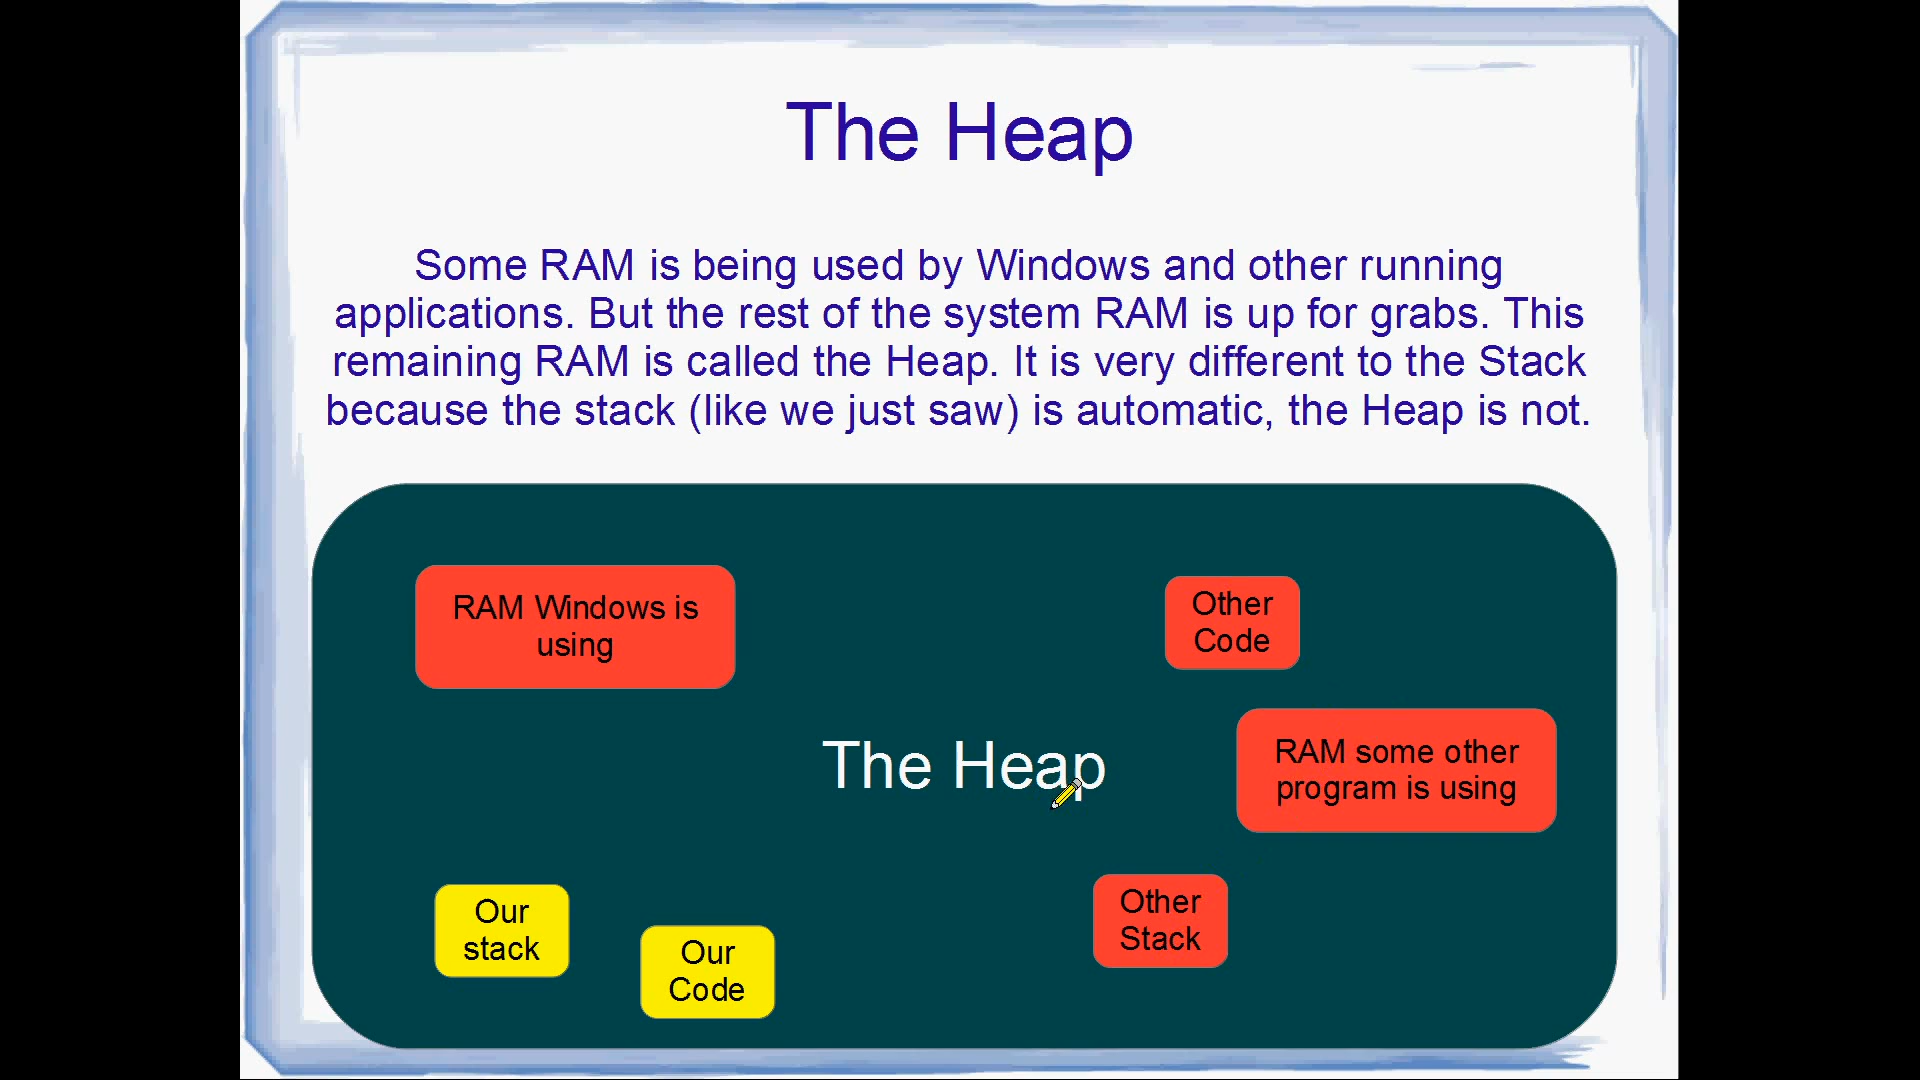 The Heap
Some RAM is being used by Windows and other running
applications. But the rest of the system RAM is up for grabs. This
remaining RAM is called the Heap. It is very different to the Stack
because the stack (like we just saw) is automatic, the Heap is not.
RAM Windows is
using
Other
Code
The Heap
RAM some other
program is using
Our
stack
Our
Code
Other
Stack